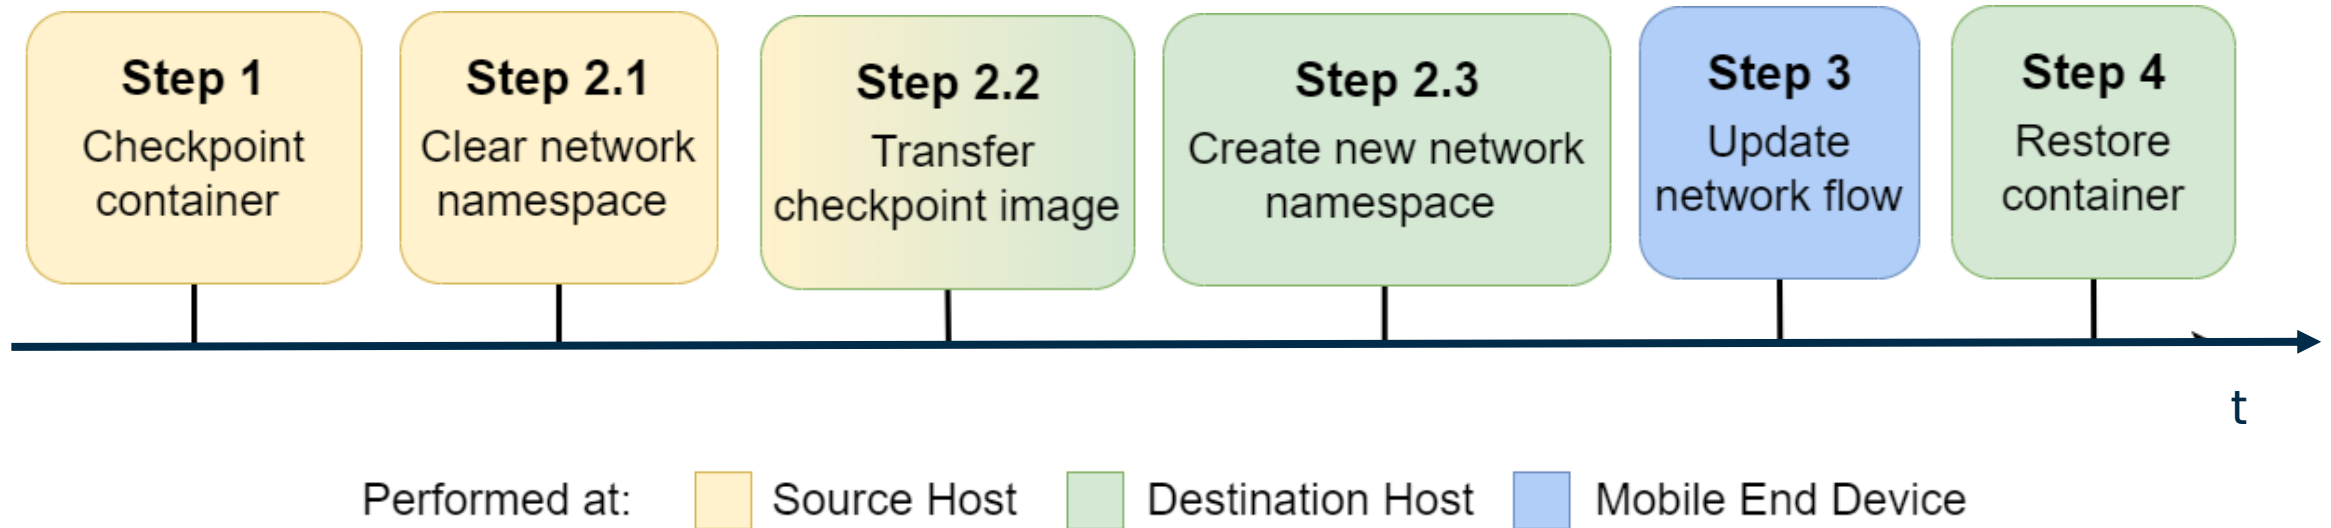 Step 1
Checkpoint
container
Step 2.1
Clear network
namespace
Step 2.2
Transfer
checkpoint image
Step 2.3
Create new network
namespace
Step 3
Update
network flow
Step 4
Restore
container
t
Performed at: Source Host Destination Host Mobile End Device